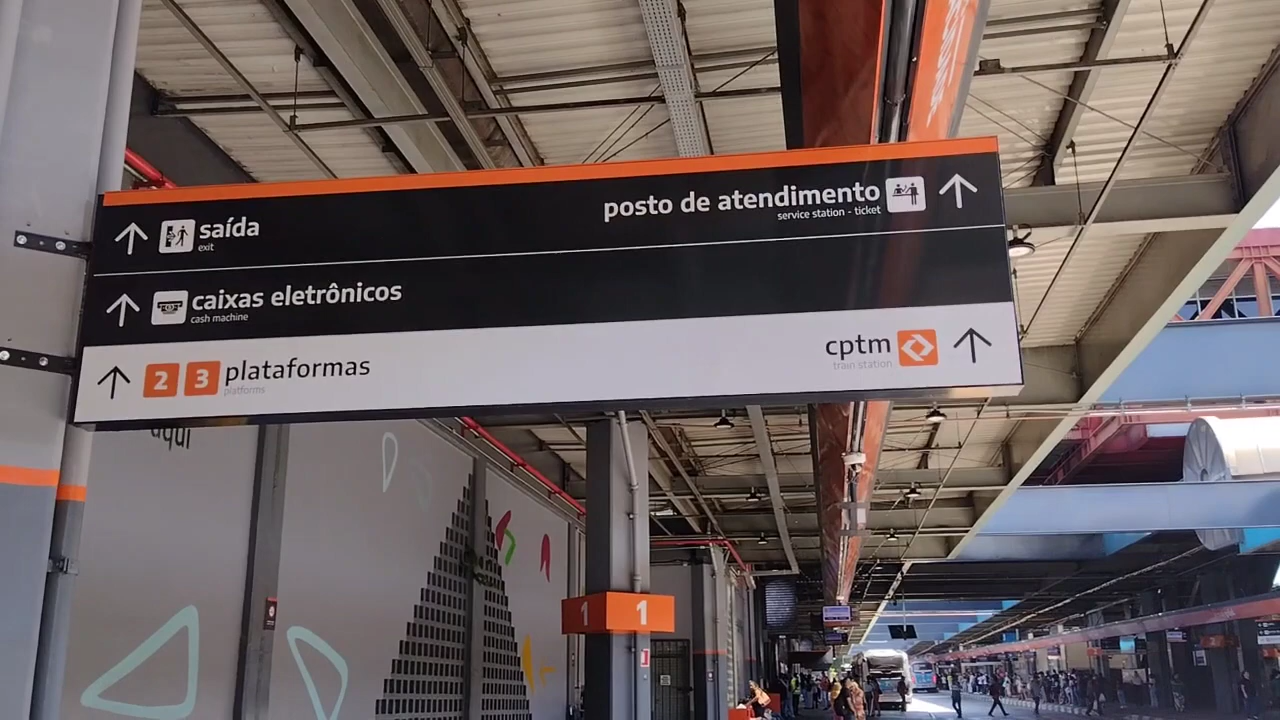 saída
exit
posto de atendimento
service station - ticket
caixas eletrônicos
cash machine
2 3 plataformas
platforms
cptm
train station
aqui
1 1